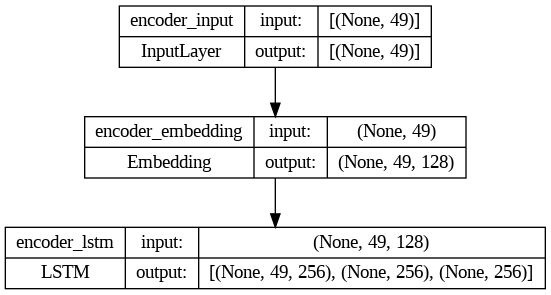 encoder_input input: [(None, 49)]
InputLayer output: [(None, 49)]
encoder_embedding input: (None, 49)
Embedding output: (None, 49, 128)
encoder_lstm input: (None, 49, 128)
LSTM output: [(None, 49, 256), (None, 256), (None, 256)]